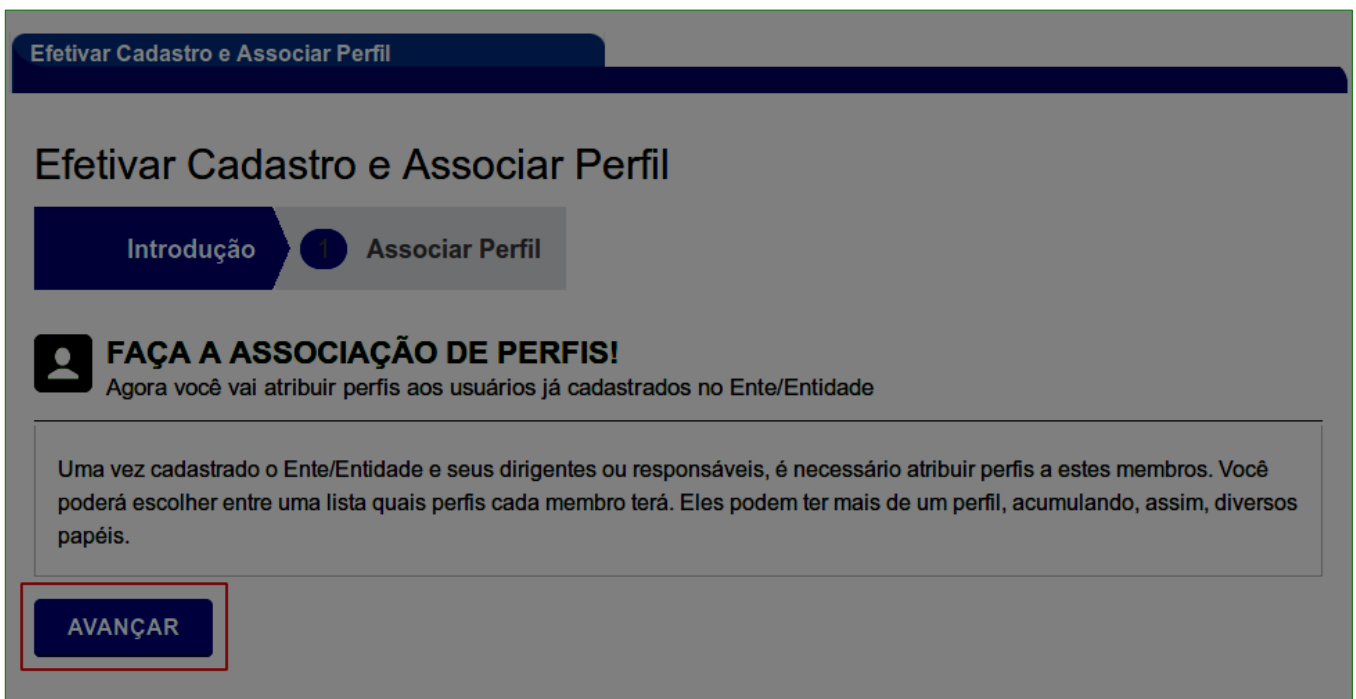 Efetivar Cadastro e Associar Perfil
Efetivar Cadastro e Associar Perfil
Introdução 1 Associar Perfil
FAÇA A ASSOCIAÇÃO DE PERFIS!
Agora você vai atribuir perfis aos usuários já cadastrados no Ente/Entidade
Uma vez cadastrado o Ente/Entidade e seus dirigentes ou responsáveis, é necessário atribuir perfis a estes membros. Você
poderá escolher entre uma lista quais perfis cada membro terá. Eles podem ter mais de um perfil, acumulando, assim, diversos
papéis.
AVANÇAR